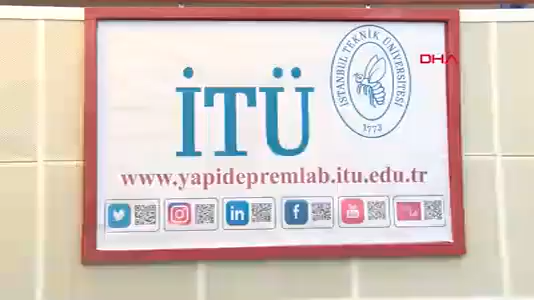 İTÜ
İSTANBUL TEKNİK ÜNİVERSİTESİ
1773
DHA
www.yapidepremlab.itu.edu.tr